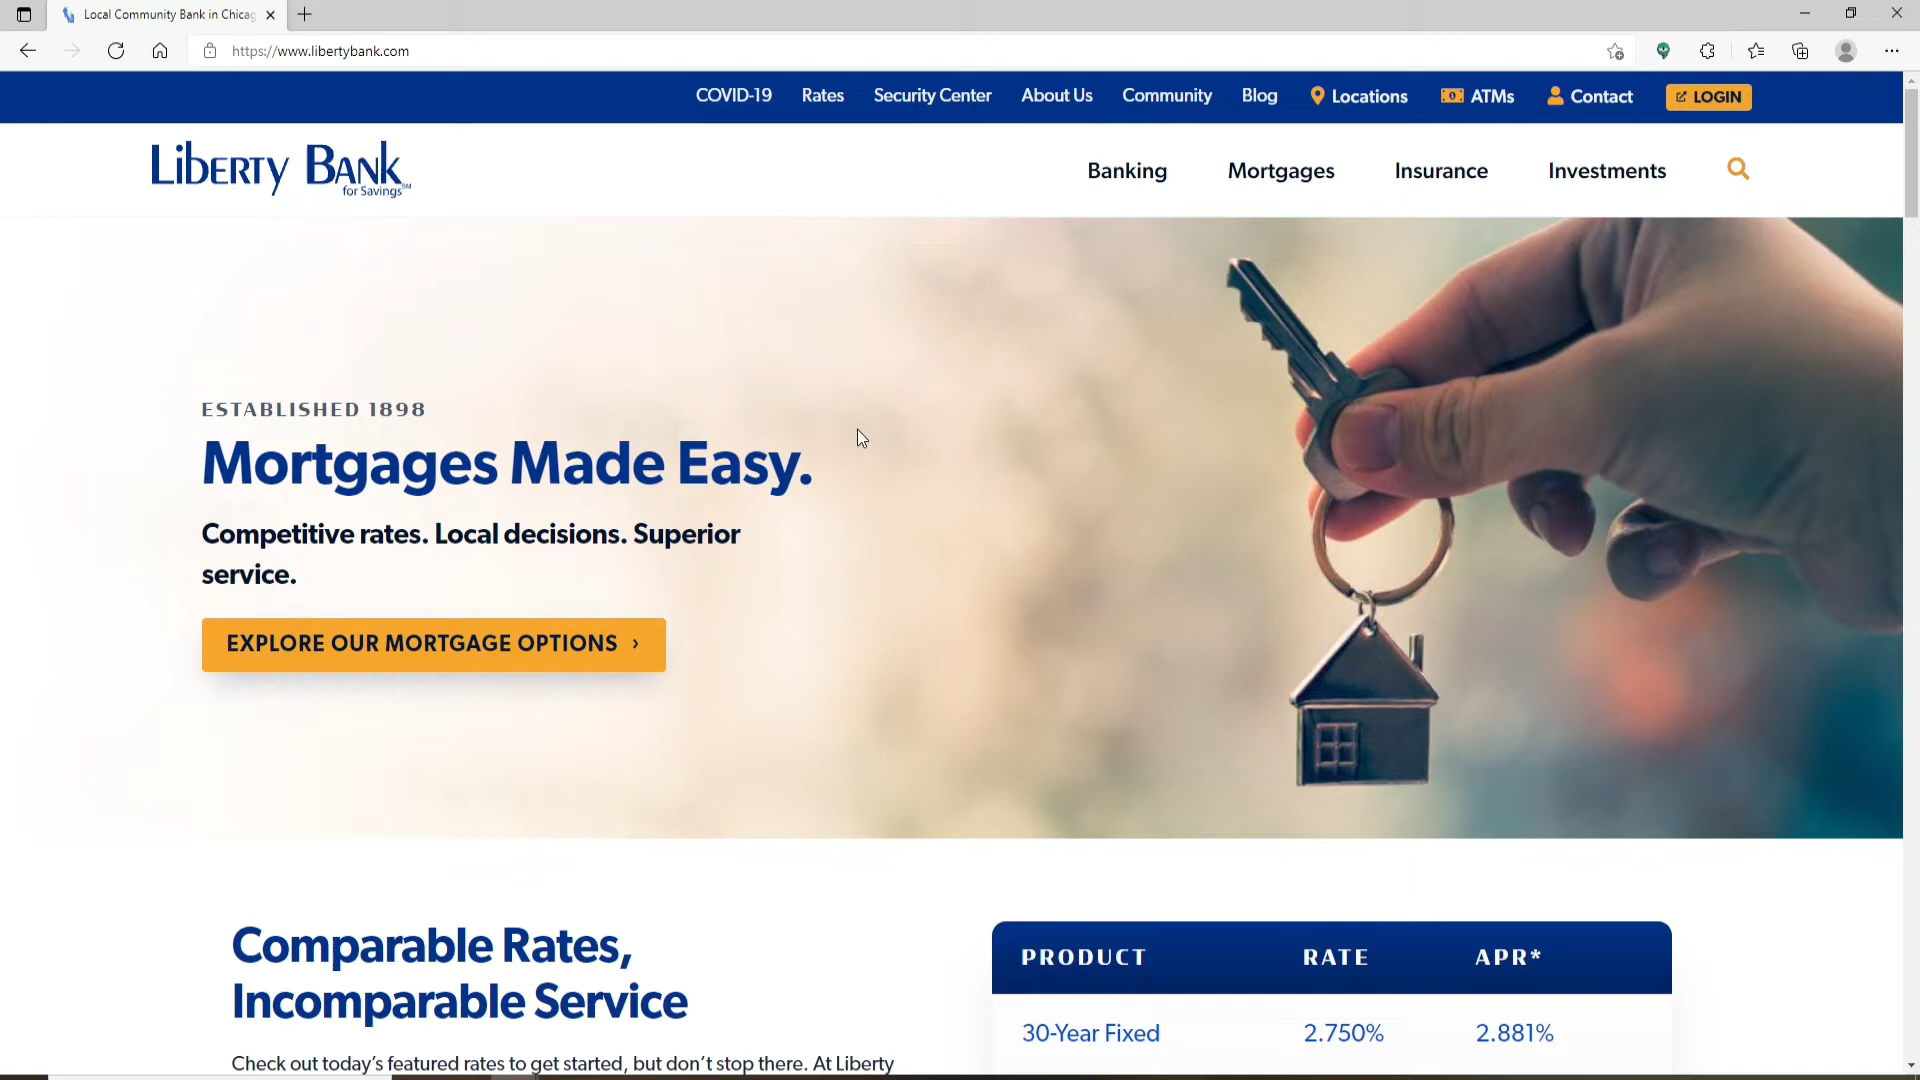 Local Community Bank in Chicag
https://www.libertybank.com
COVID-19 Rates Security Center About Us Community Blog Locations ATMs Contact LOGIN
Liberty Bank
for Savings SM
Banking Mortgages Insurance Investments
ESTABLISHED 1898
Mortgages Made Easy.
Competitive rates. Local decisions. Superior
service.
EXPLORE OUR MORTGAGE OPTIONS ›
Comparable Rates,
Incomparable Service
Check out today's featured rates to get started, but don't stop there. At Liberty
PRODUCT RATE APR*
30-Year Fixed 2.750% 2.881%